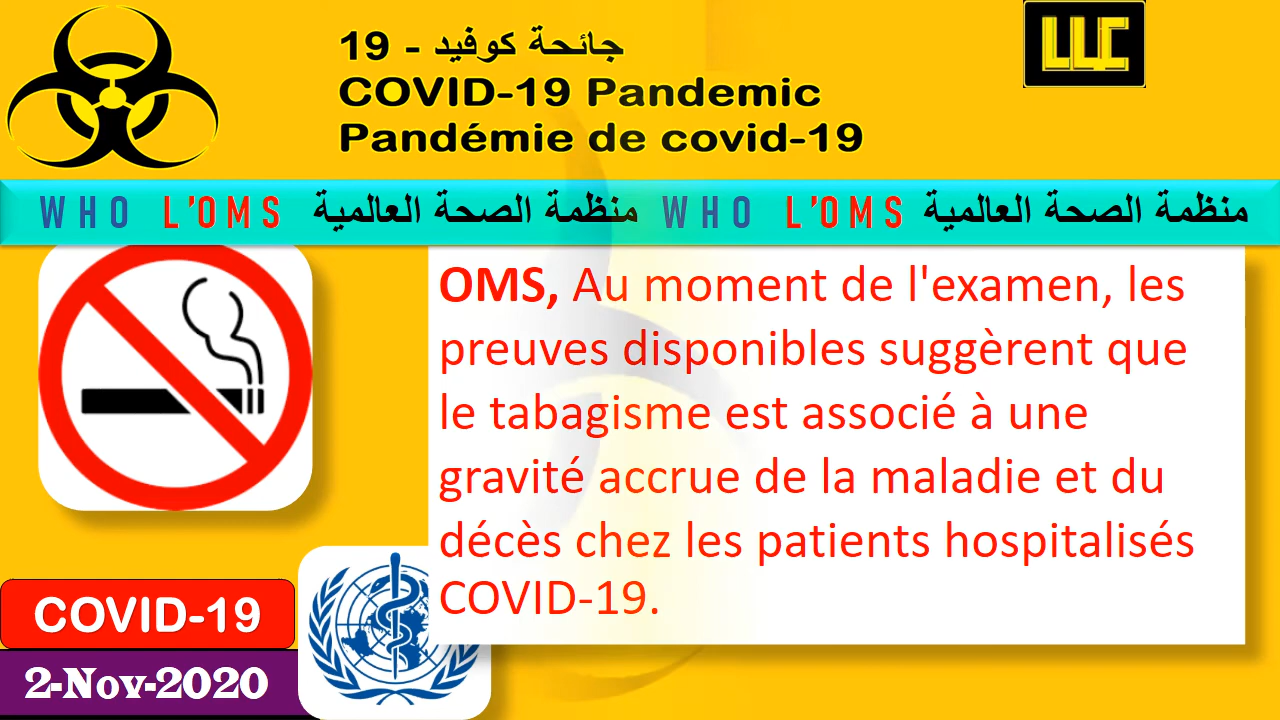 جائحة كوفيد - 19
LLC
COVID-19 Pandemic
Pandémie de covid-19
WHO L'OMS منظمة الصحة العالمية WHO L'OMS منظمة الصحة العالمية
OMS, Au moment de l'examen, les
preuves disponibles suggèrent que
le tabagisme est associé à une
gravité accrue de la maladie et du
décès chez les patients hospitalisés
COVID-19.
COVID-19
2-Nov-2020